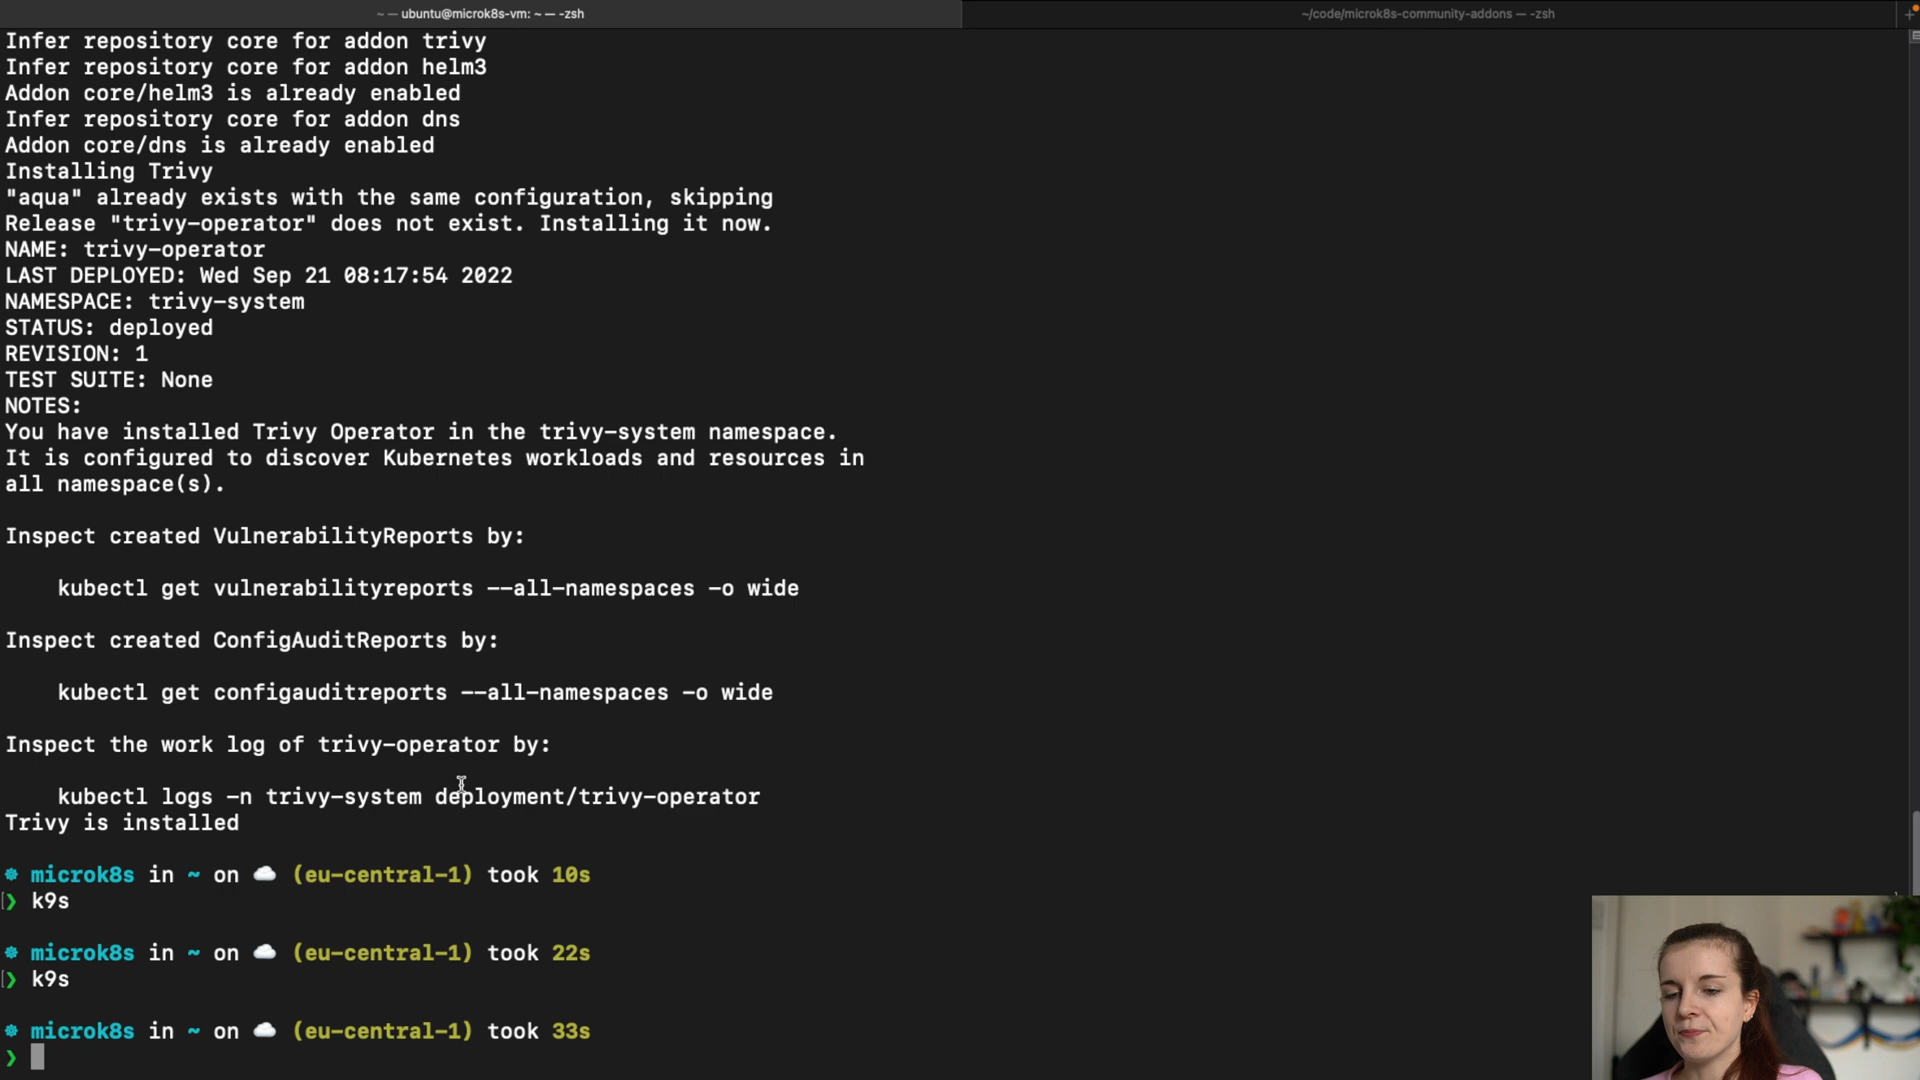 ~ — ubuntu@microk8s-vm: ~ — -zsh
~/code/microk8s-community-addons — -zsh
Infer repository core for addon trivy
Infer repository core for addon helm3
Addon core/helm3 is already enabled
Infer repository core for addon dns
Addon core/dns is already enabled
Installing Trivy
"aqua" already exists with the same configuration, skipping
Release "trivy-operator" does not exist. Installing it now.
NAME: trivy-operator
LAST DEPLOYED: Wed Sep 21 08:17:54 2022
NAMESPACE: trivy-system
STATUS: deployed
REVISION: 1
TEST SUITE: None
NOTES:
You have installed Trivy Operator in the trivy-system namespace.
It is configured to discover Kubernetes workloads and resources in
all namespace(s).
Inspect created VulnerabilityReports by:
kubectl get vulnerabilityreports --all-namespaces -o wide
Inspect created ConfigAuditReports by:
kubectl get configauditreports --all-namespaces -o wide
Inspect the work log of trivy-operator by:
kubectl logs -n trivy-system deployment/trivy-operator
Trivy is installed
☸ microk8s in ~ on ☁️ (eu-central-1) took 10s
❯ k9s
☸ microk8s in ~ on ☁️ (eu-central-1) took 22s
❯ k9s
☸ microk8s in ~ on ☁️ (eu-central-1) took 33s
❯